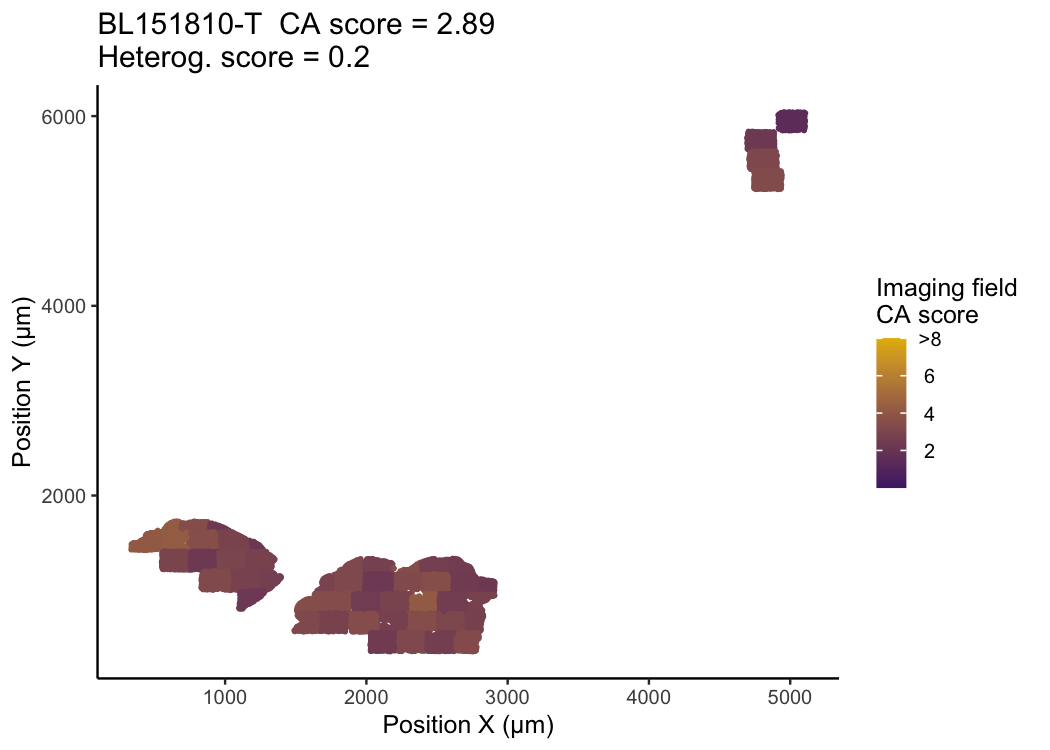 BL151810-T  CA score = 2.89
Heterog. score = 0.2
6000
4000
2000
Position Y (µm)
1000 2000 3000 4000 5000
Position X (µm)
Imaging field
CA score
>8
6
4
2